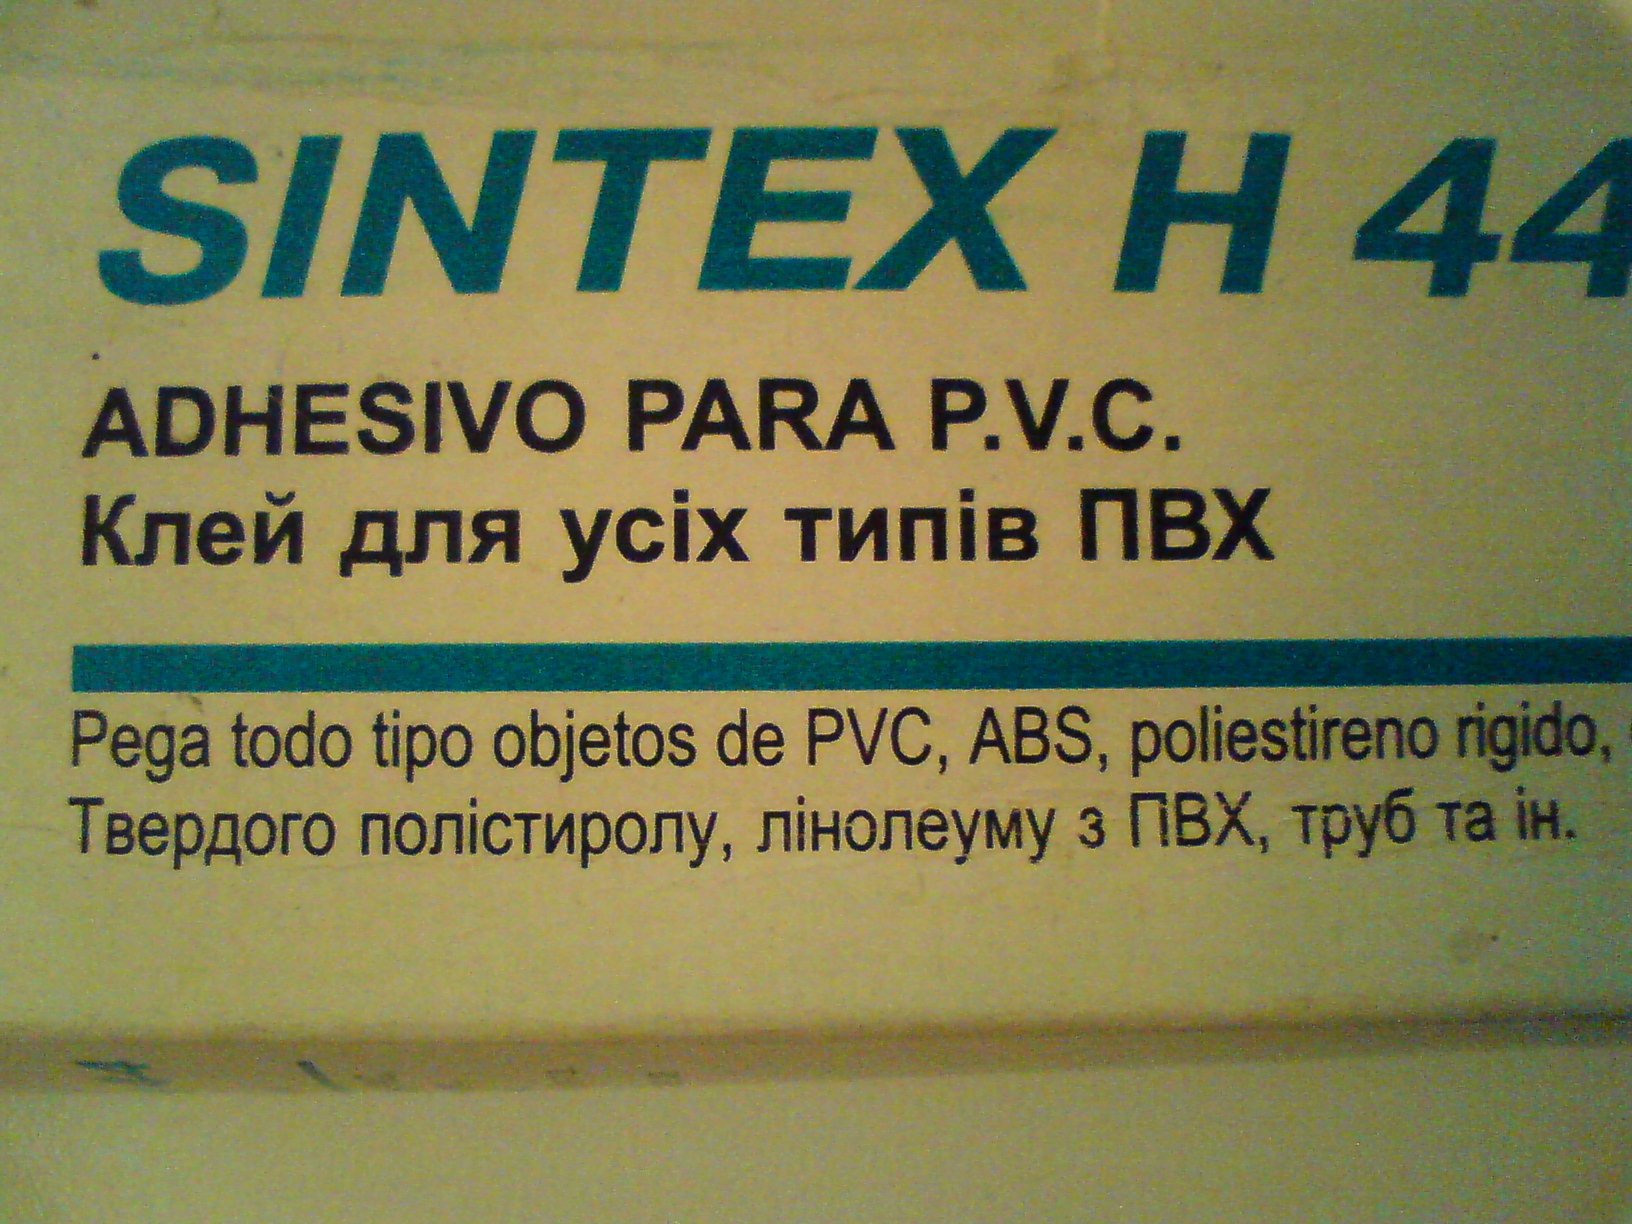 SINTEX H 44
ADHESIVO PARA P.V.C.
Клей для усіх типів ПВХ
Pega todo tipo objetos de PVC, ABS, poliestireno rigido,
Твердого полістиролу, лінолеуму з ПВХ, труб та ін.